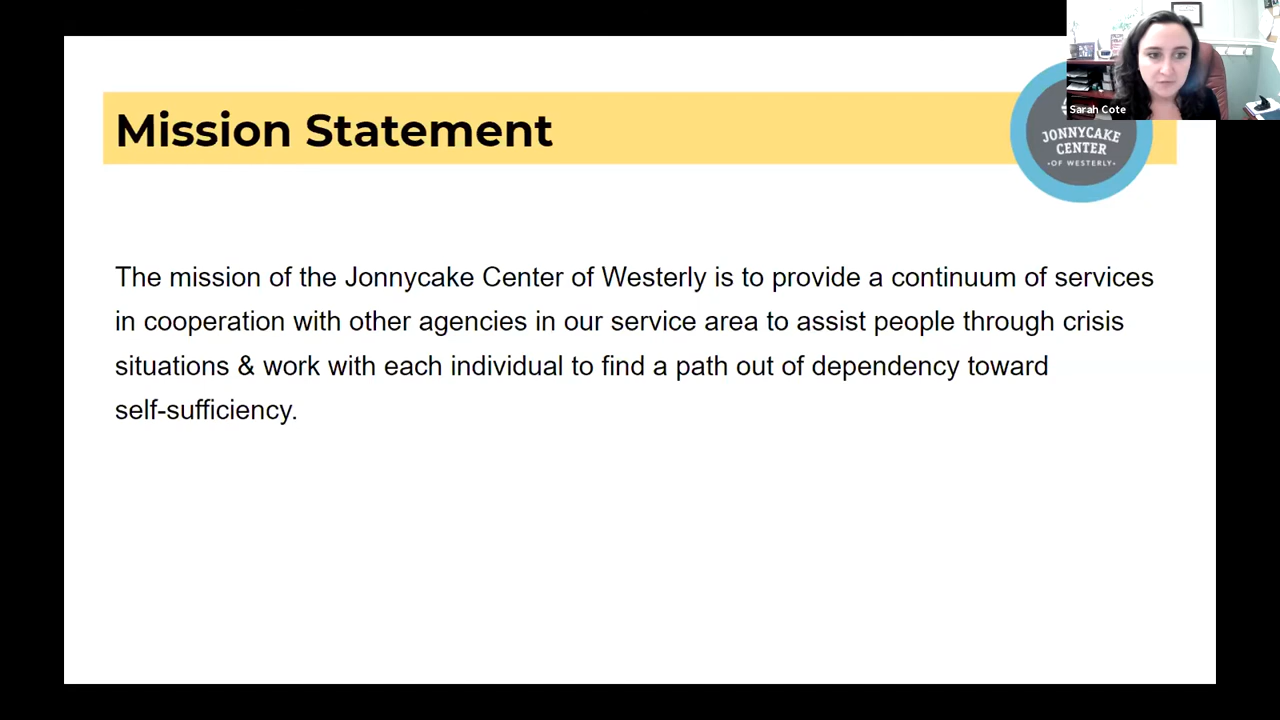 Sarah Cote
Mission Statement
JONNYCAKE
CENTER
•OF WESTERLY•
The mission of the Jonnycake Center of Westerly is to provide a continuum of services
in cooperation with other agencies in our service area to assist people through crisis
situations & work with each individual to find a path out of dependency toward
self-sufficiency.